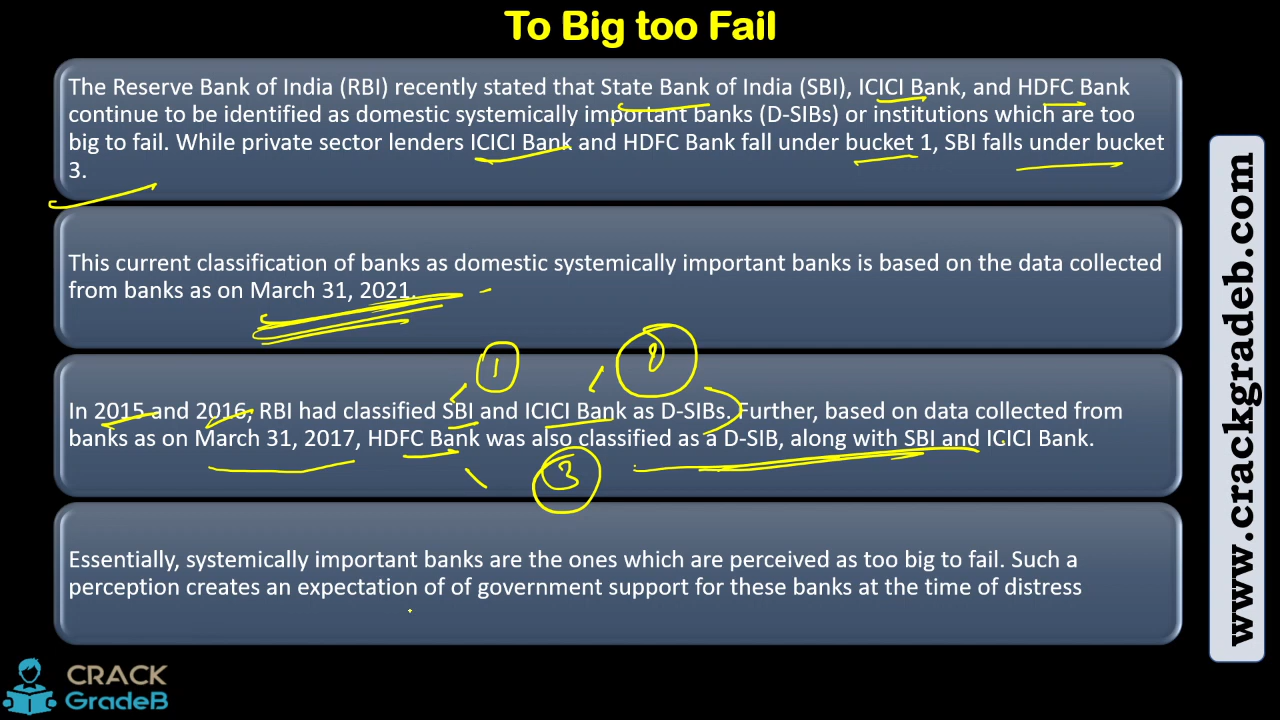 To Big too Fail
The Reserve Bank of India (RBI) recently stated that State Bank of India (SBI), ICICI Bank, and HDFC Bank
continue to be identified as domestic systemically important banks (D-SIBs) or institutions which are too
big to fail. While private sector lenders ICICI Bank and HDFC Bank fall under bucket 1, SBI falls under bucket
3.
This current classification of banks as domestic systemically important banks is based on the data collected
from banks as on March 31, 2021.
1
In 2015 and 2016, RBI had classified SBI and ICICI Bank as D-SIBs. Further, based on data collected from
banks as on March 31, 2017, HDFC Bank was also classified as a D-SIB, along with SBI and ICICI Bank.
3
Essentially, systemically important banks are the ones which are perceived as too big to fail. Such a
perception creates an expectation of of government support for these banks at the time of distress
CRACK
GradeB
www.crackgradeb.com